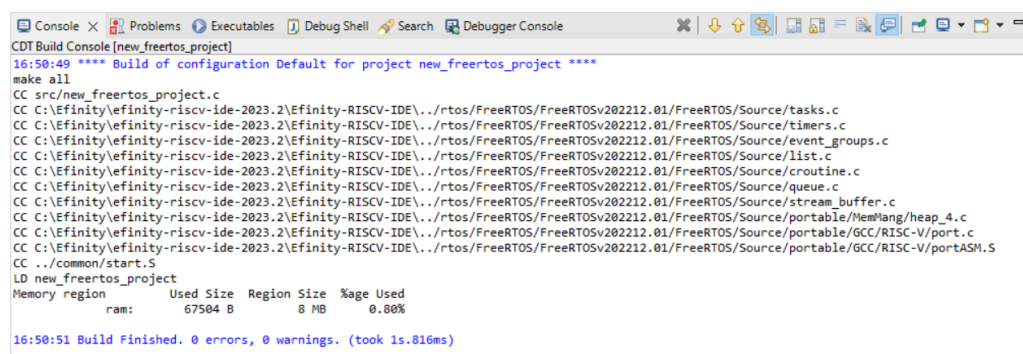 Console Problems Executables Debug Shell Search Debugger Console
CDT Build Console [new_freertos_project]
16:50:49 **** Build of configuration Default for project new_freertos_project ****
make all
CC src/new_freertos_project.c
CC C:\Efinity\efinity-riscv-ide-2023.2\Efinity-RISCV-IDE\../rtos/FreeRTOS/FreeRTOSv202212.01/FreeRTOS/Source/tasks.c
CC C:\Efinity\efinity-riscv-ide-2023.2\Efinity-RISCV-IDE\../rtos/FreeRTOS/FreeRTOSv202212.01/FreeRTOS/Source/timers.c
CC C:\Efinity\efinity-riscv-ide-2023.2\Efinity-RISCV-IDE\../rtos/FreeRTOS/FreeRTOSv202212.01/FreeRTOS/Source/event_groups.c
CC C:\Efinity\efinity-riscv-ide-2023.2\Efinity-RISCV-IDE\../rtos/FreeRTOS/FreeRTOSv202212.01/FreeRTOS/Source/list.c
CC C:\Efinity\efinity-riscv-ide-2023.2\Efinity-RISCV-IDE\../rtos/FreeRTOS/FreeRTOSv202212.01/FreeRTOS/Source/croutine.c
CC C:\Efinity\efinity-riscv-ide-2023.2\Efinity-RISCV-IDE\../rtos/FreeRTOS/FreeRTOSv202212.01/FreeRTOS/Source/queue.c
CC C:\Efinity\efinity-riscv-ide-2023.2\Efinity-RISCV-IDE\../rtos/FreeRTOS/FreeRTOSv202212.01/FreeRTOS/Source/stream_buffer.c
CC C:\Efinity\efinity-riscv-ide-2023.2\Efinity-RISCV-IDE\../rtos/FreeRTOS/FreeRTOSv202212.01/FreeRTOS/Source/portable/MemMang/heap_4.c
CC C:\Efinity\efinity-riscv-ide-2023.2\Efinity-RISCV-IDE\../rtos/FreeRTOS/FreeRTOSv202212.01/FreeRTOS/Source/portable/GCC/RISC-V/port.c
CC C:\Efinity\efinity-riscv-ide-2023.2\Efinity-RISCV-IDE\../rtos/FreeRTOS/FreeRTOSv202212.01/FreeRTOS/Source/portable/GCC/RISC-V/portASM.S
CC ../common/start.S
LD new_freertos_project
Memory region Used Size Region Size %age Used
ram: 67504 B 8 MB 0.80%
16:50:51 Build Finished. 0 errors, 0 warnings. (took 1s.816ms)